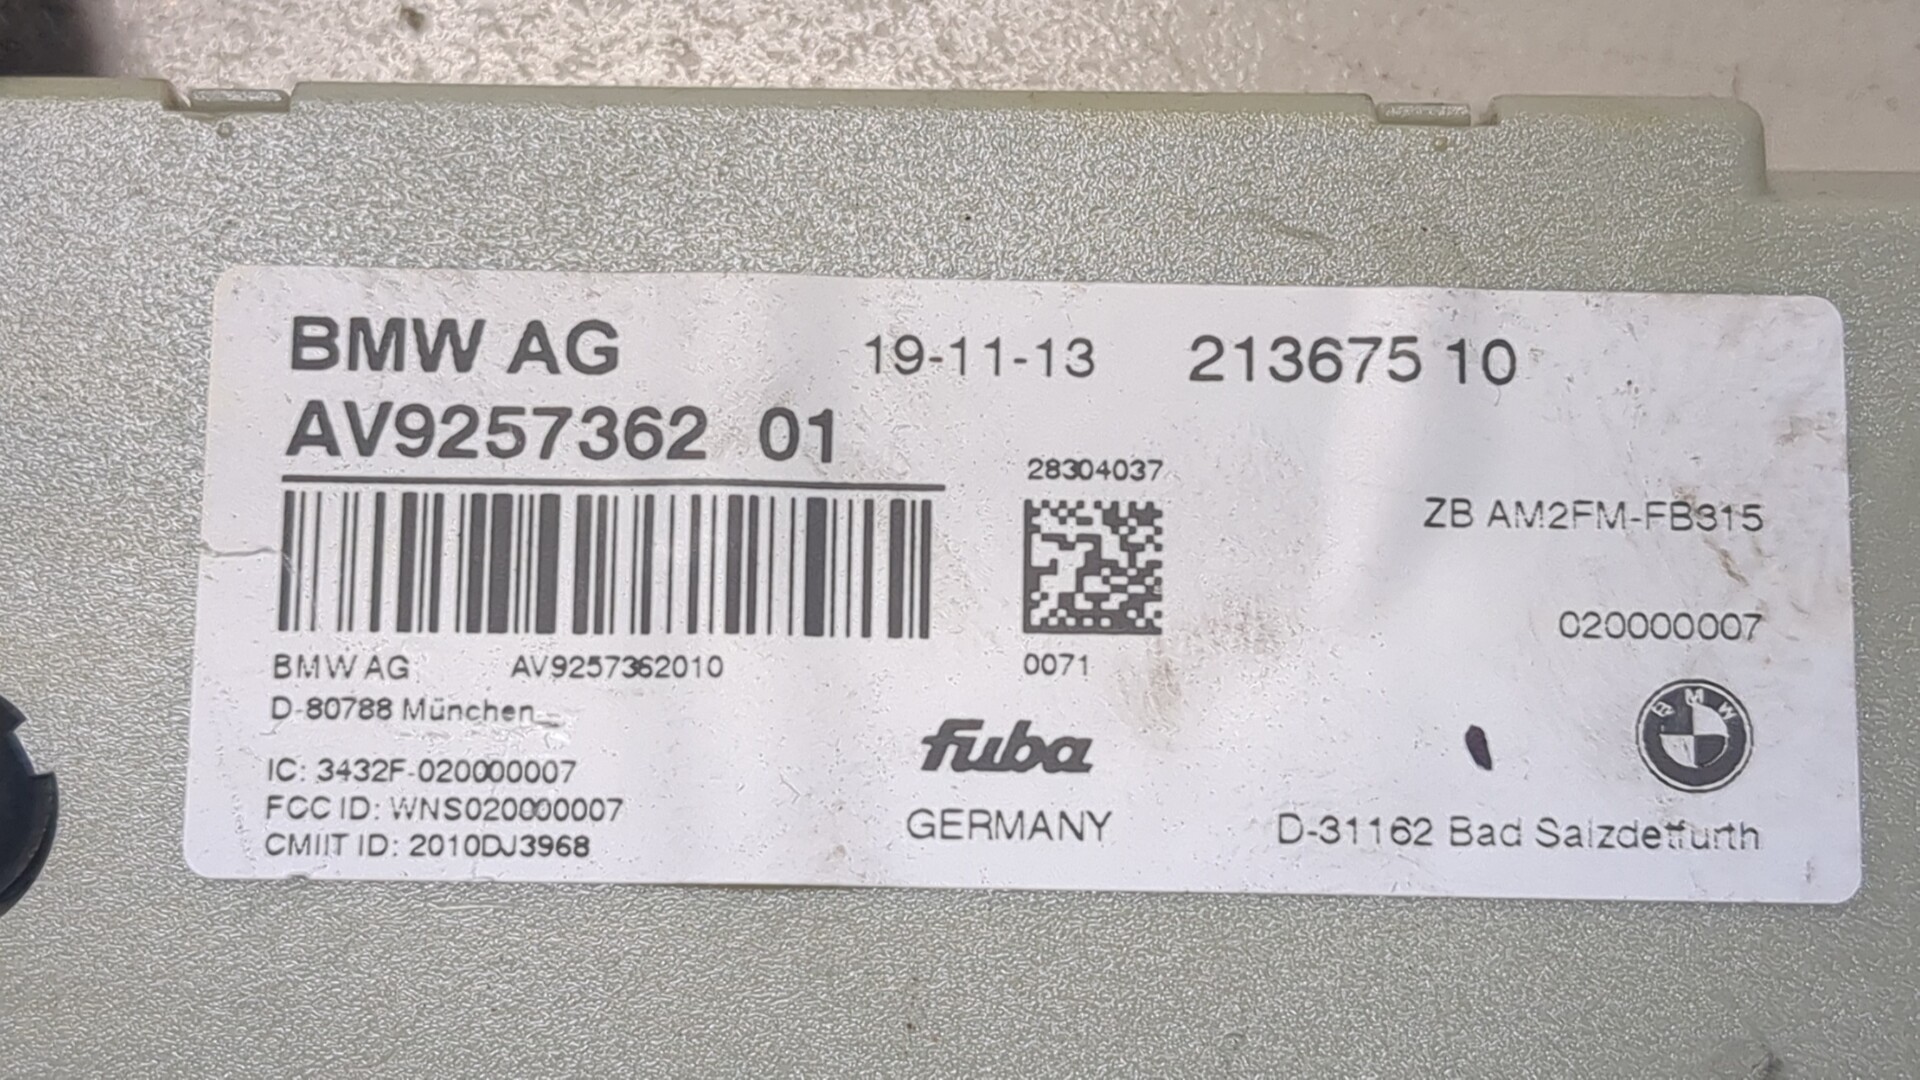 BMW AG 19-11-13 213675 10
AV9257362 01
28304037
ZB AM2FM-FB315
020000007
BMW AG AV9257362010 0071
D-80788 München
BMW
fuba
IC: 3432F-020000007
FCC ID: WNS020000007
GERMANY D-31162 Bad Salzdetfurth
CMIIT ID: 2010DJ3968